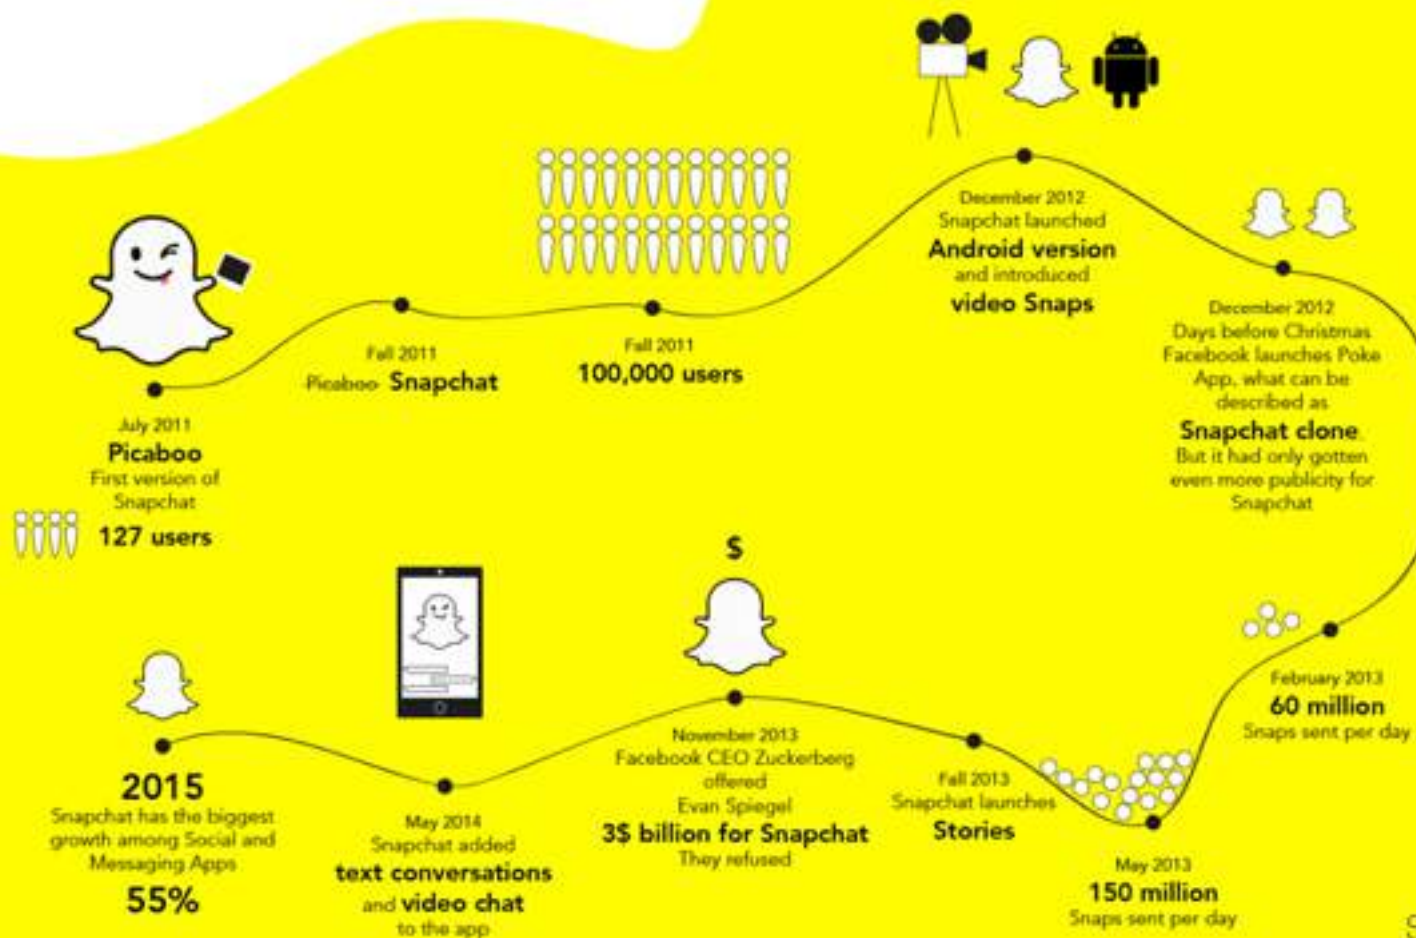 July 2011
Picaboo
First version of
Snapchat
127 users
Fall 2011
Picaboo Snapchat
Fall 2011
100,000 users
December 2012
Snapchat launched
Android version
and introduced
video Snaps
December 2012
Days before Christmas
Facebook launches Poke
App, what can be
described as
Snapchat clone.
But it had only gotten
even more publicity for
Snapchat
February 2013
60 million
Snaps sent per day
May 2013
150 million
Snaps sent per day
Fall 2013
Snapchat launches
Stories
$
November 2013
Facebook CEO Zuckerberg
offered
Evan Spiegel
3$ billion for Snapchat
They refused
May 2014
Snapchat added
text conversations
and video chat
to the app
2015
Snapchat has the biggest
growth among Social and
Messaging Apps
55%